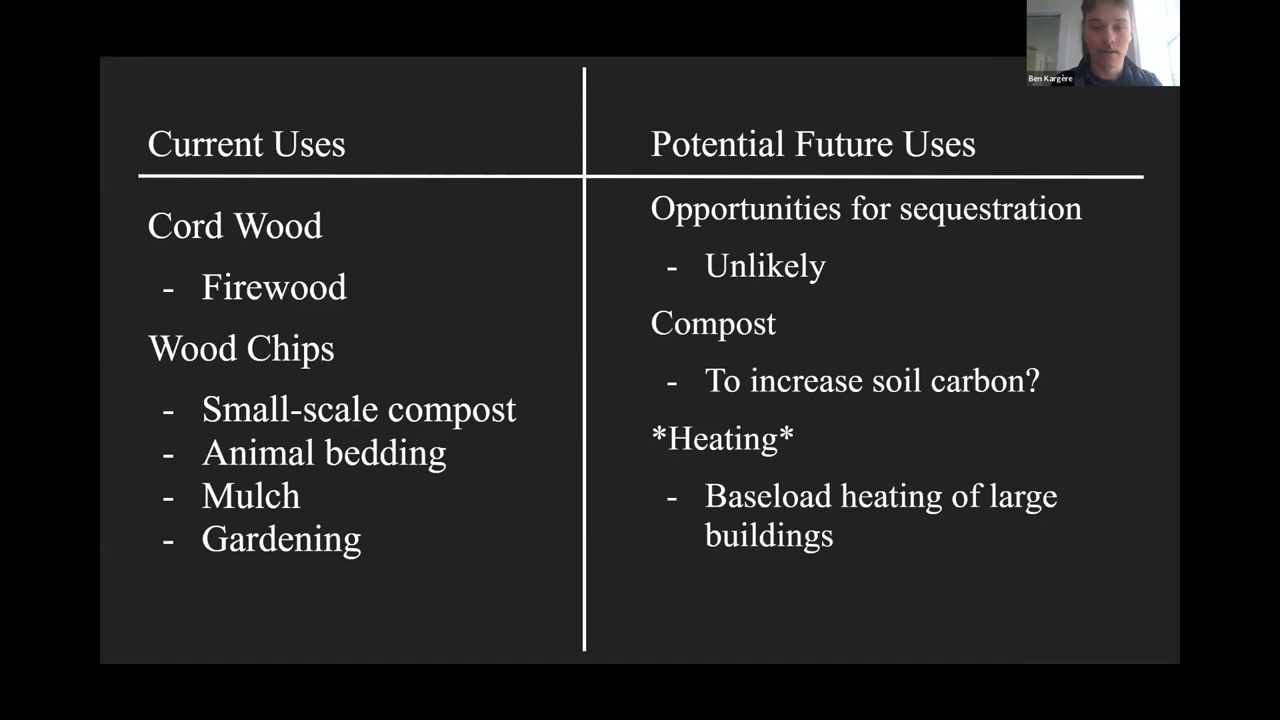 Ben Kargère
Current Uses
Cord Wood
- Firewood
Wood Chips
- Small-scale compost
- Animal bedding
- Mulch
- Gardening
Potential Future Uses
Opportunities for sequestration
- Unlikely
Compost
- To increase soil carbon?
*Heating*
- Baseload heating of large
buildings